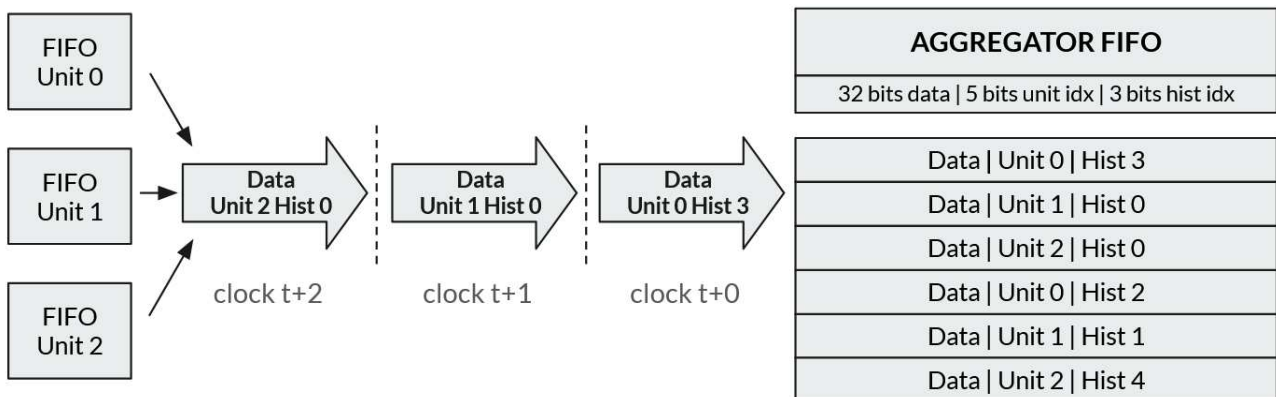 FIFO
Unit 0
FIFO
Unit 1
FIFO
Unit 2
Data
Unit 2 Hist 0
clock t+2
Data
Unit 1 Hist 0
clock t+1
Data
Unit 0 Hist 3
clock t+0
AGGREGATOR FIFO
32 bits data | 5 bits unit idx | 3 bits hist idx
Data | Unit 0 | Hist 3
Data | Unit 1 | Hist 0
Data | Unit 2 | Hist 0
Data | Unit 0 | Hist 2
Data | Unit 1 | Hist 1
Data | Unit 2 | Hist 4